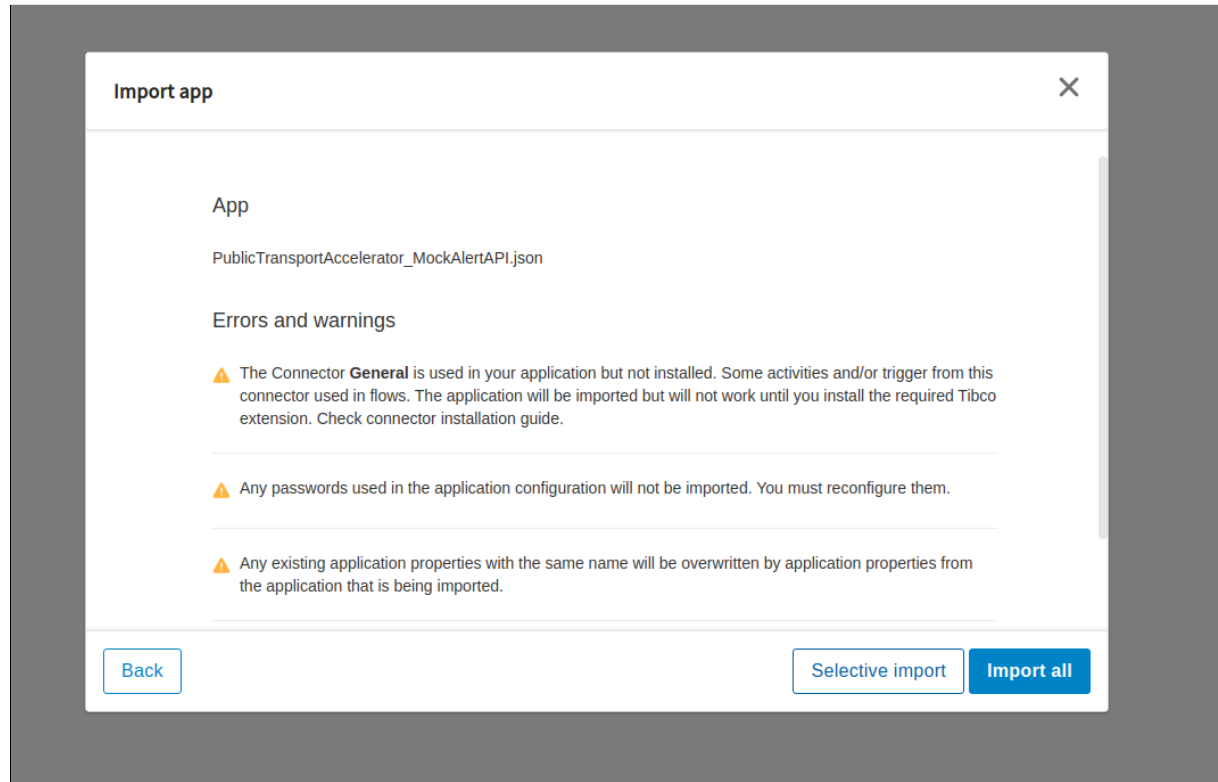 Import app
App
PublicTransportAccelerator_MockAlertAPI.json
Errors and warnings
The Connector General is used in your application but not installed. Some activities and/or trigger from this
connector used in flows. The application will be imported but will not work until you install the required Tibco
extension. Check connector installation guide.
Any passwords used in the application configuration will not be imported. You must reconfigure them.
Any existing application properties with the same name will be overwritten by application properties from
the application that is being imported.
Back
Selective import
Import all